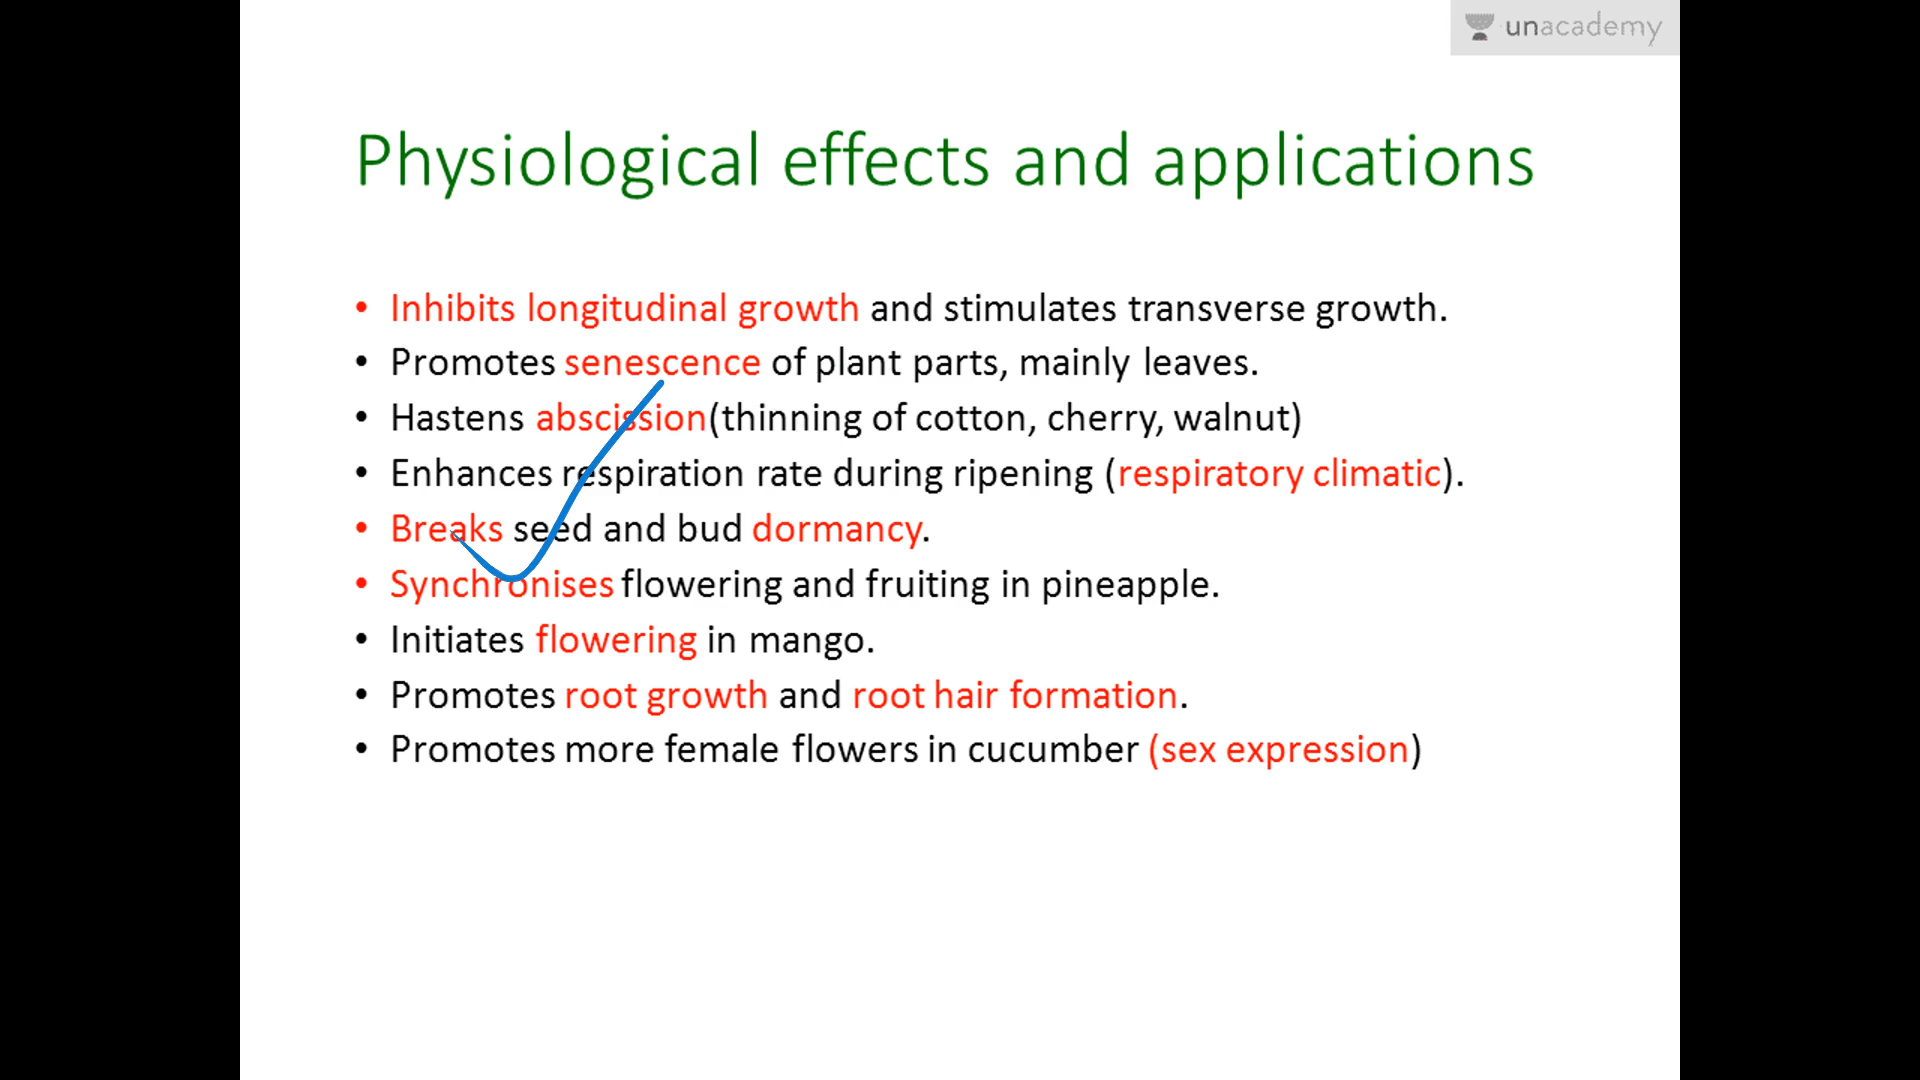 unacademy
Physiological effects and applications
• Inhibits longitudinal growth and stimulates transverse growth.
• Promotes senescence of plant parts, mainly leaves.
• Hastens abscission(thinning of cotton, cherry, walnut)
• Enhances respiration rate during ripening (respiratory climatic).
• Breaks seed and bud dormancy.
• Synchronises flowering and fruiting in pineapple.
• Initiates flowering in mango.
• Promotes root growth and root hair formation.
• Promotes more female flowers in cucumber (sex expression)